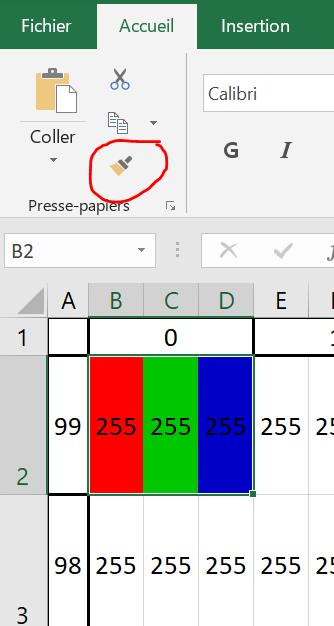 Fichier Accueil Insertion
Coller
Calibri
G I
Presse-papiers
B2
A B C D E
1 0 1
2 99 255 255 255 255
3 98 255 255 255 255